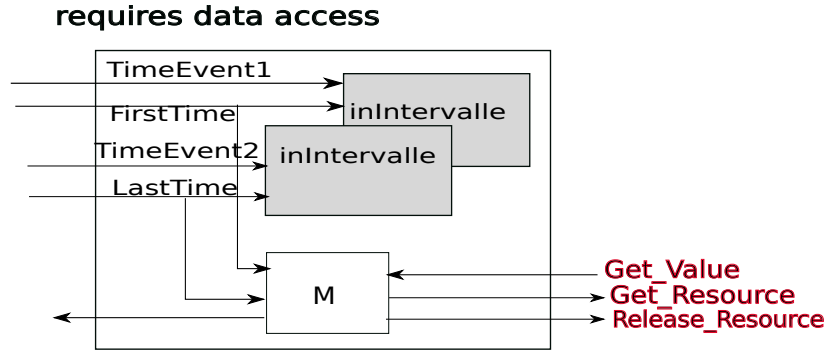 requires data access
TimeEvent1
FirstTime
inIntervalle
TimeEvent2
inIntervalle
LastTime
Get_Value
M
Get_Resource
Release_Resource